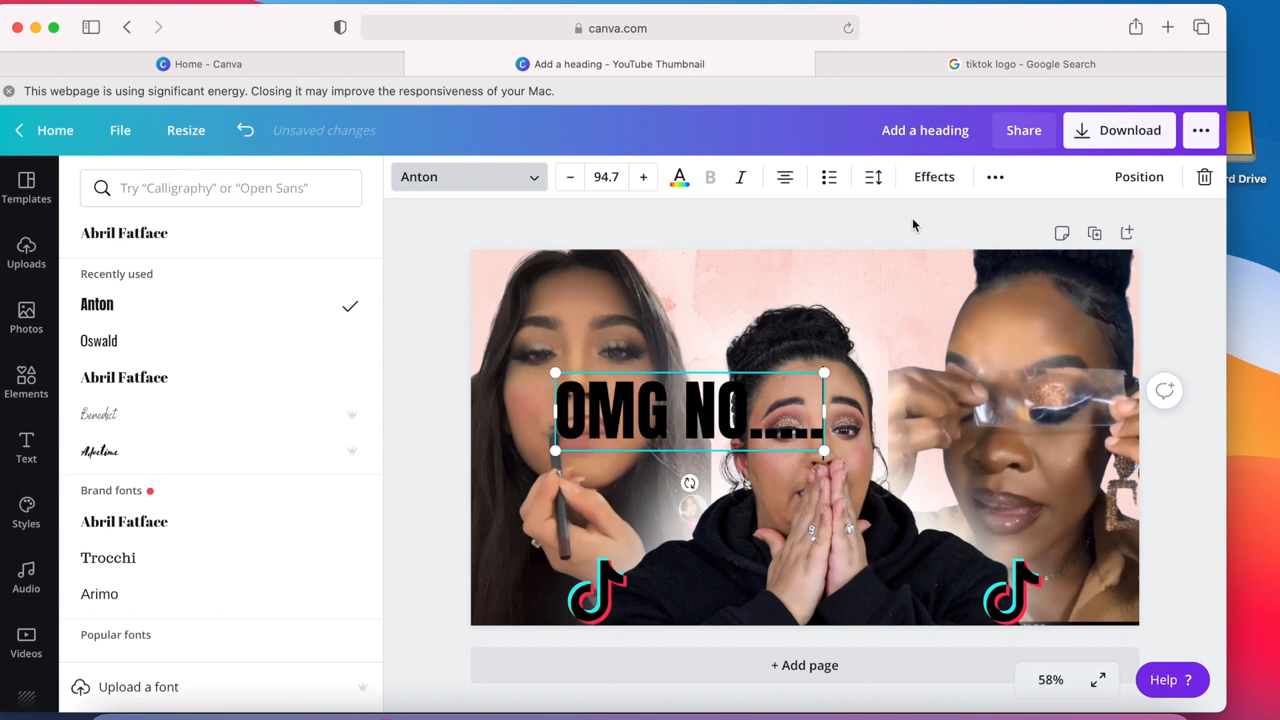 canva.com
Home - Canva
Add a heading - YouTube Thumbnail
tiktok logo - Google Search
This webpage is using significant energy. Closing it may improve the responsiveness of your Mac.
Home
File
Resize
Unsaved changes
Add a heading
Share
Download
Anton
94.7
A
B
I
Effects
Position
rd Drive
Templates
Uploads
Photos
Elements
Text
Styles
Audio
Videos
Try “Calligraphy” or “Open Sans”
Abril Fatface
Recently used
Anton
Oswald
Abril Fatface
Benedict
Brand fonts
Abril Fatface
Trocchi
Arimo
Popular fonts
Upload a font
OMG NO.....
+ Add page
58%
Help ?